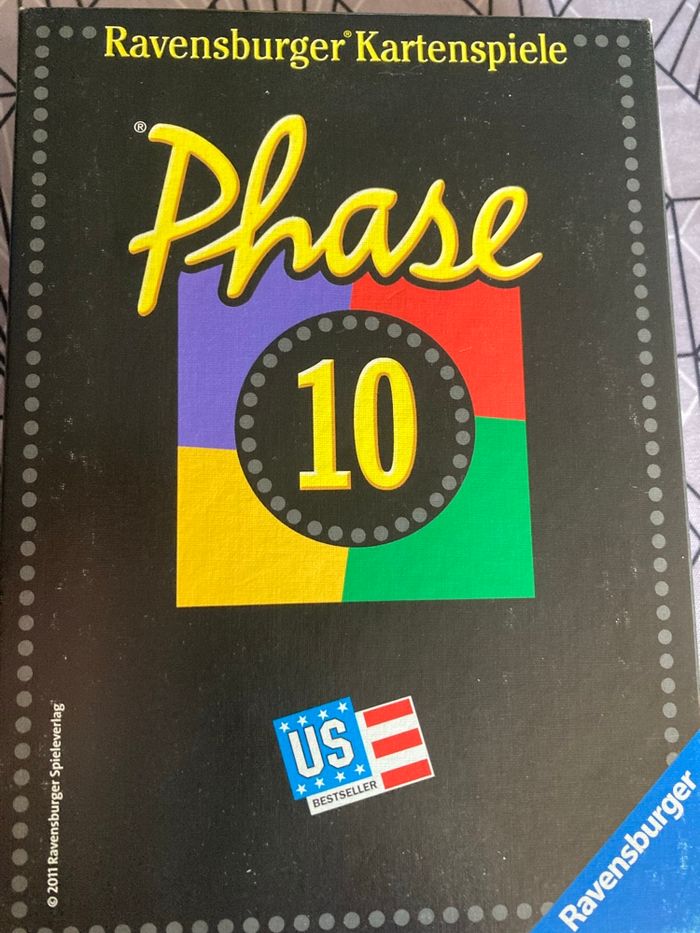 Ravensburger® Kartenspiele
®
Phase
10
US
BESTSELLER
© 2011 Ravensburger Spieleverlag
Ravensburger